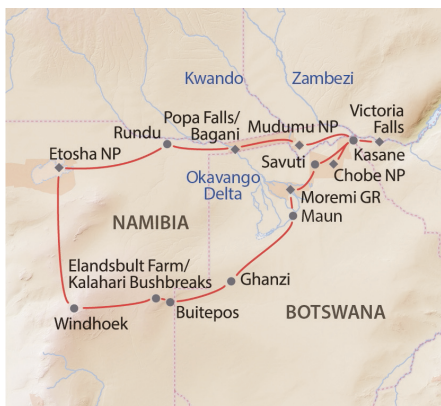 Kwando
Zambezi
Popa Falls/
Bagani
Mudumu NP
Victoria
Falls
Rundu
Etosha NP
Savuti
Kasane
Chobe NP
Okavango
Delta
Moremi GR
Maun
NAMIBIA
Elandsbult Farm/
Kalahari Bushbreaks
Ghanzi
Windhoek
Buitepos
BOTSWANA